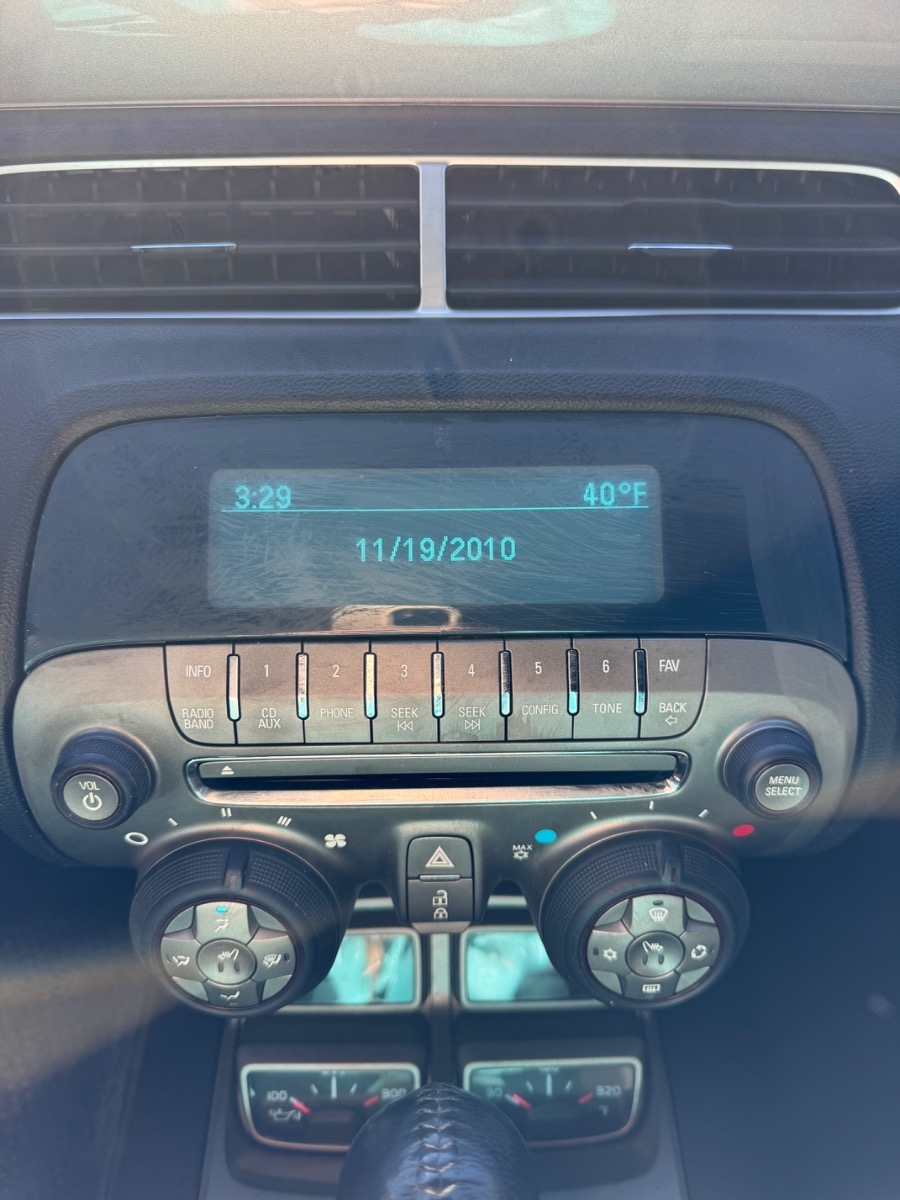 3:29 40°F
11/19/2010
INFO 1 2 3 4 5 6 FAV
RADIO BAND CD AUX PHONE SEEK SEEK CONFIG TONE BACK
VOL
MENU SELECT
MAX
100 300
320